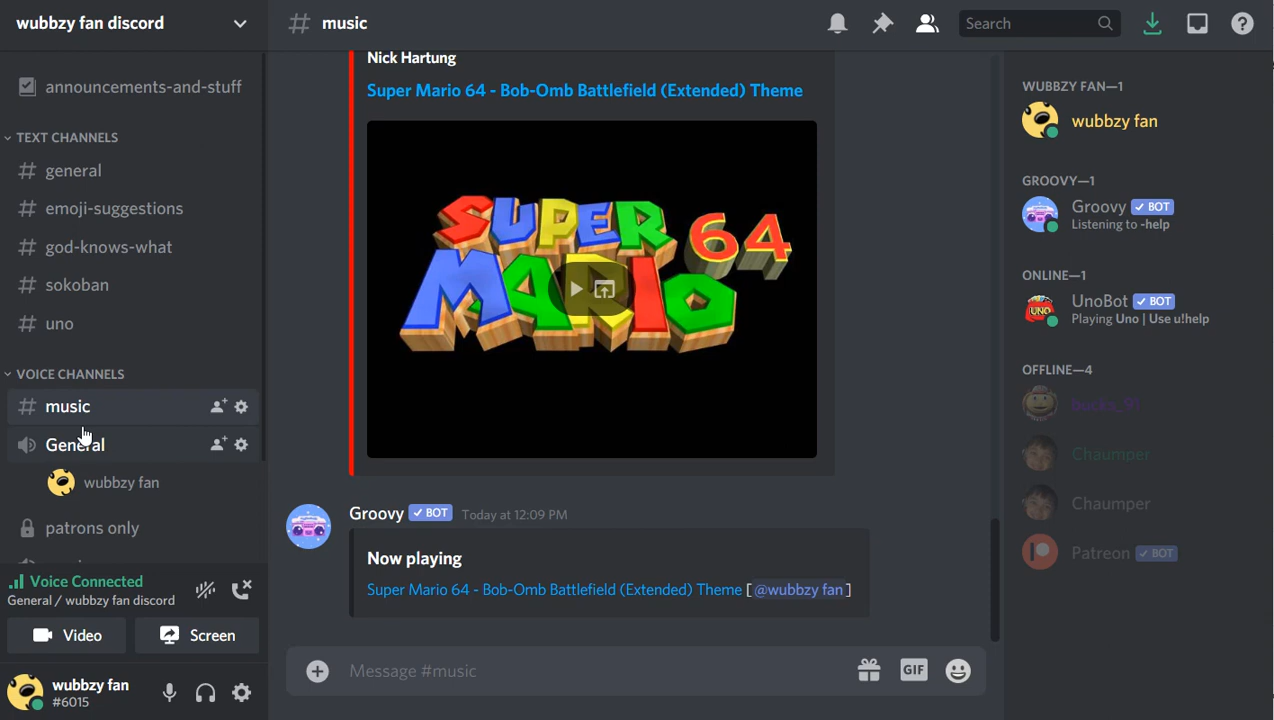 wubbzy fan discord
announcements-and-stuff
TEXT CHANNELS
# general
# emoji-suggestions
# god-knows-what
# sokoban
# uno
VOICE CHANNELS
# music
General
wubbzy fan
patrons only
Voice Connected
General / wubbzy fan discord
Video
Screen
wubbzy fan
#6015
# music
Search
Nick Hartung
Super Mario 64 - Bob-Omb Battlefield (Extended) Theme
SUPER
MARIO
64
Groovy ✓ BOT Today at 12:09 PM
Now playing
Super Mario 64 - Bob-Omb Battlefield (Extended) Theme [@wubbzy fan]
Message #music
GIF
WUBBZY FAN—1
wubbzy fan
GROOVY—1
Groovy ✓ BOT
Listening to -help
ONLINE—1
UNO
UnoBot ✓ BOT
Playing Uno | Use u!help
OFFLINE—4
Chaumper
Chaumper
Patreon ✓ BOT